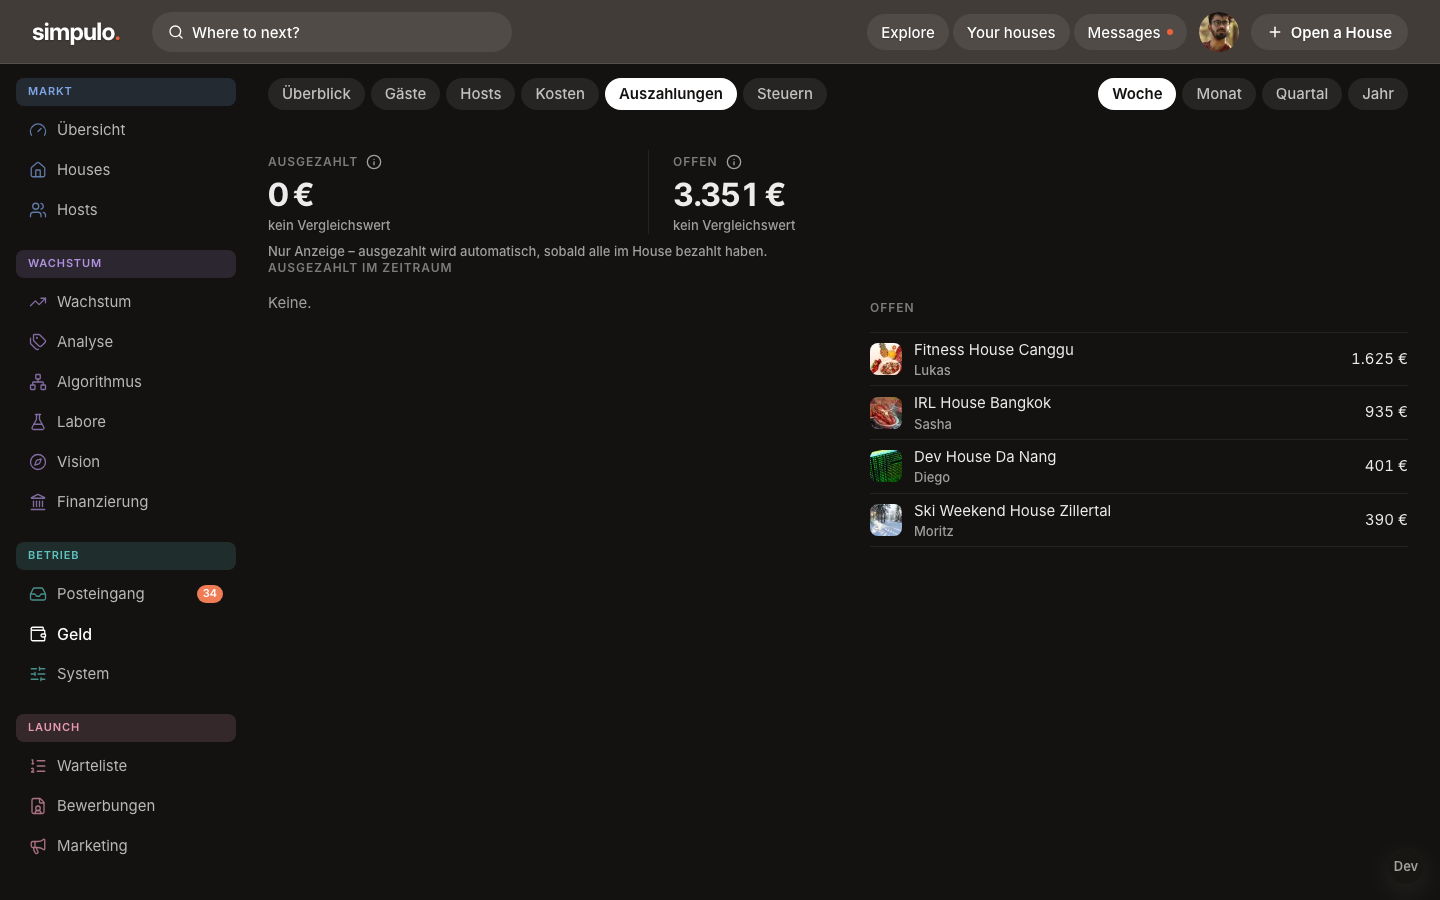 simpulo.
Where to next?
Explore
Your houses
Messages
Open a House
MARKT
Übersicht
Houses
Hosts
WACHSTUM
Wachstum
Analyse
Algorithmus
Labore
Vision
Finanzierung
BETRIEB
Posteingang 34
Geld
System
LAUNCH
Warteliste
Bewerbungen
Marketing
Überblick
Gäste
Hosts
Kosten
Auszahlungen
Steuern
Woche
Monat
Quartal
Jahr
AUSGEZAHLT
0 €
kein Vergleichswert
OFFEN
3.351 €
kein Vergleichswert
Nur Anzeige – ausgezahlt wird automatisch, sobald alle im House bezahlt haben.
AUSGEZAHLT IM ZEITRAUM
Keine.
OFFEN
Fitness House Canggu
Lukas
1.625 €
IRL House Bangkok
Sasha
935 €
Dev House Da Nang
Diego
401 €
Ski Weekend House Zillertal
Moritz
390 €
Dev